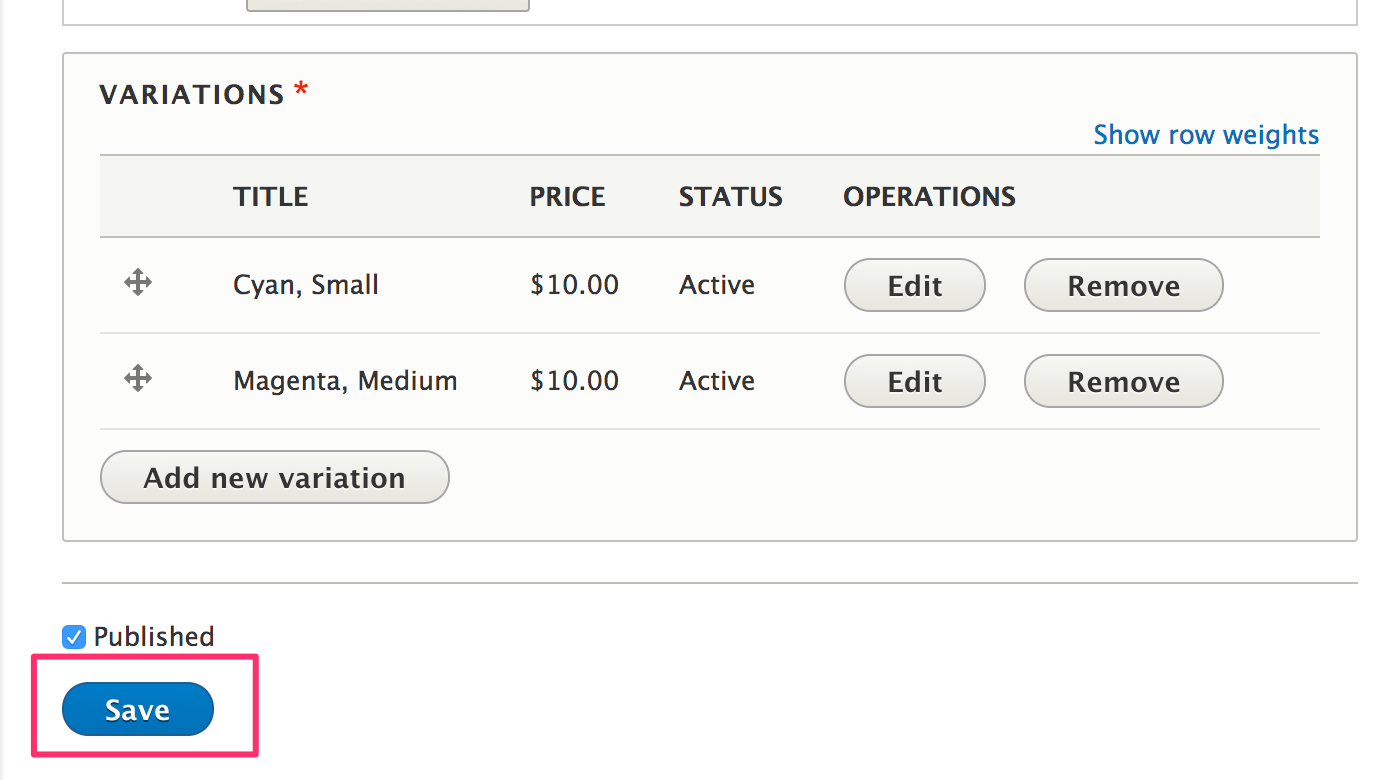 VARIATIONS *
Show row weights
TITLE PRICE STATUS OPERATIONS
Cyan, Small $10.00 Active Edit Remove
Magenta, Medium $10.00 Active Edit Remove
Add new variation
Published
Save